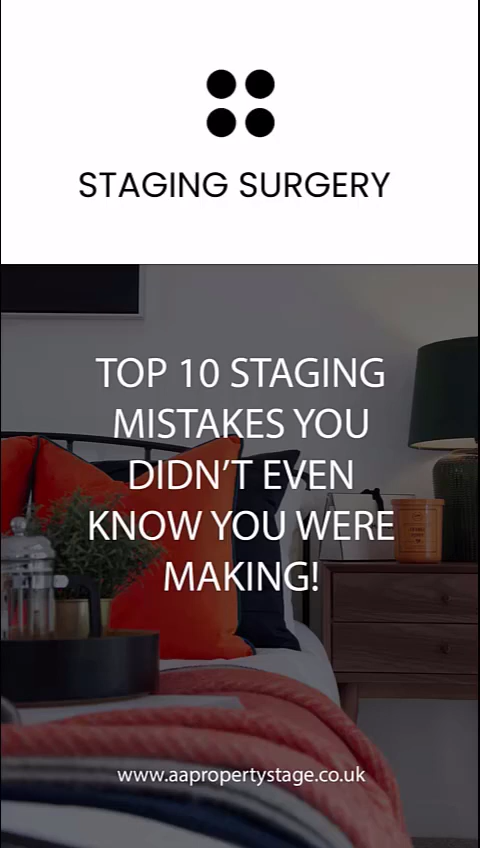 STAGING SURGERY
TOP 10 STAGING
MISTAKES YOU
DIDN'T EVEN
KNOW YOU WERE
MAKING!
www.aapropertystage.co.uk